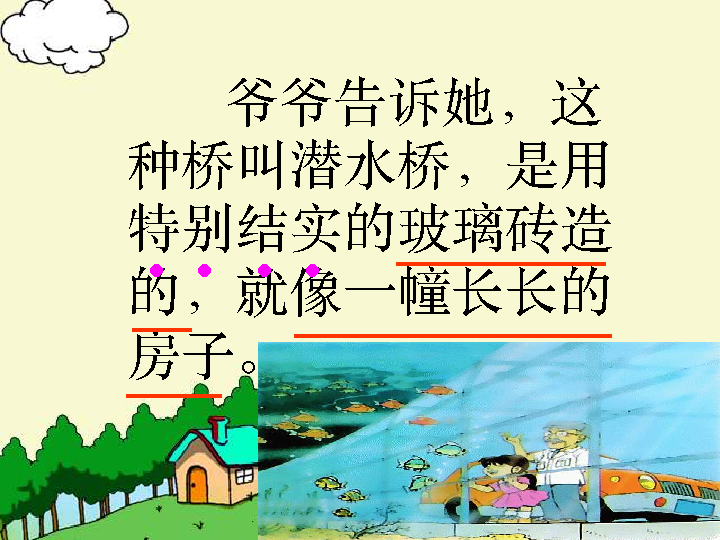 爷爷告诉她，这
种桥叫潜水桥，是用
特别结实的玻璃砖造
的，就像一幢长长的
房子。